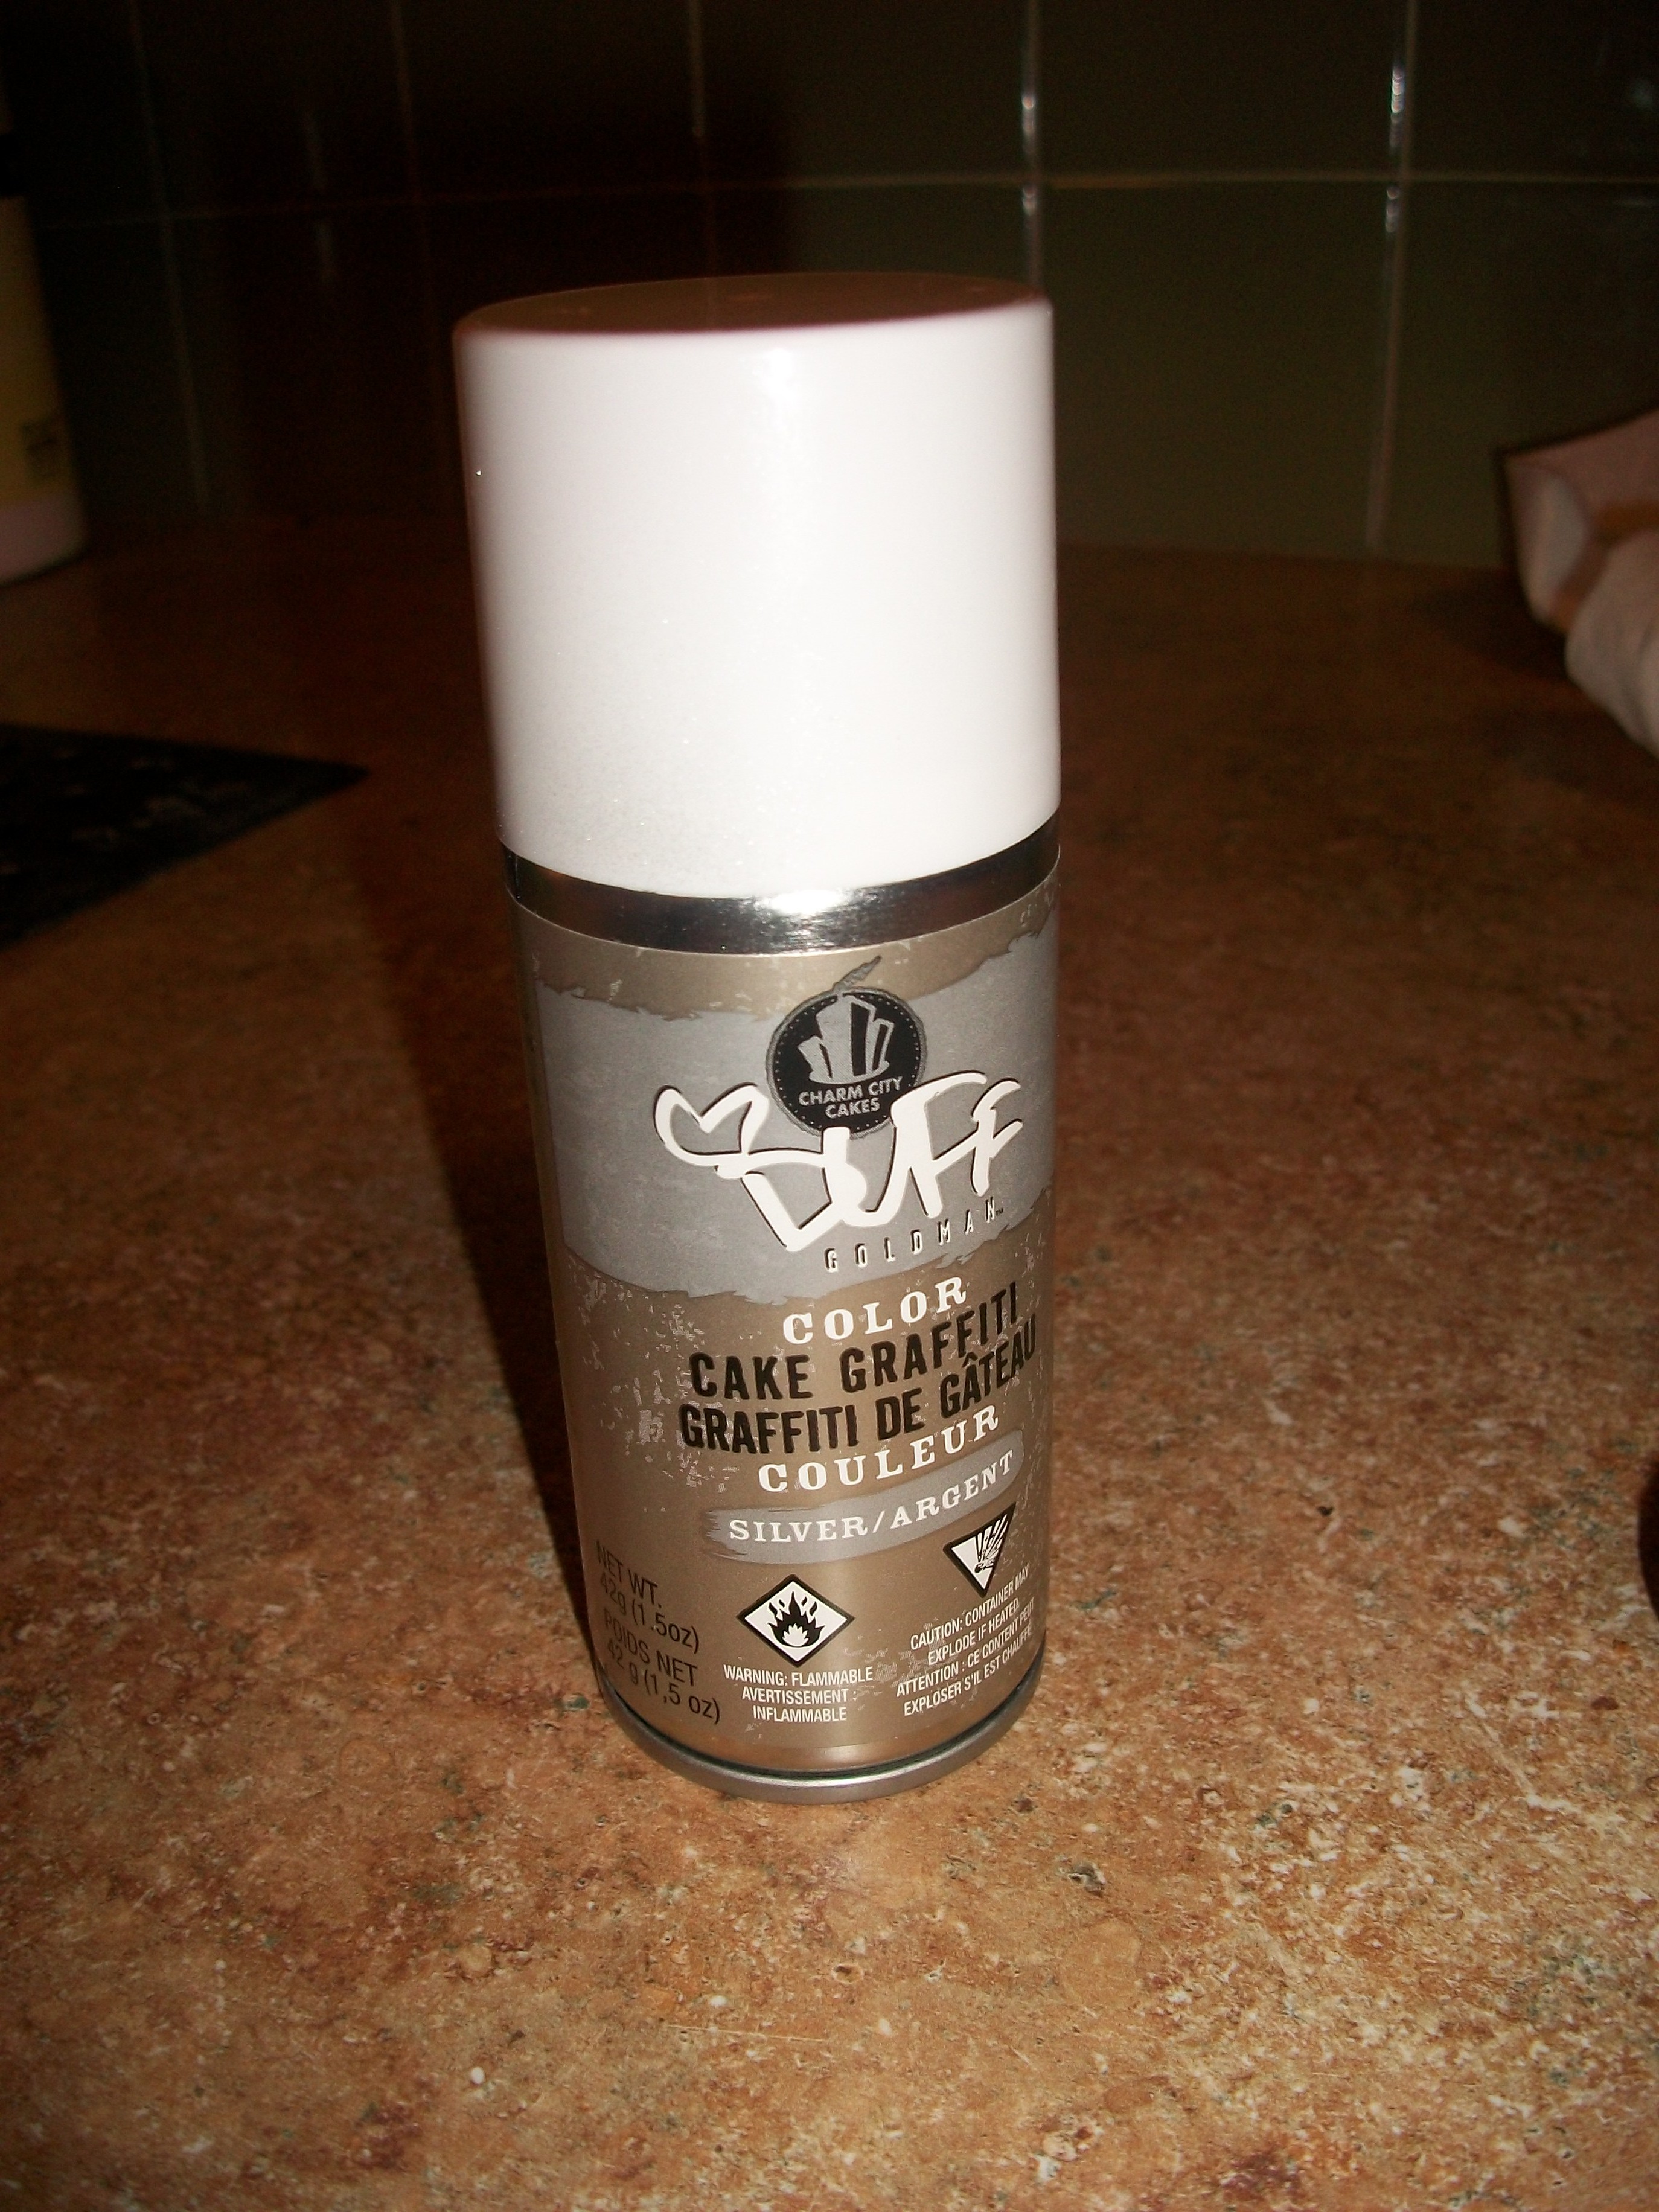 CHARM CITY
CAKES
DUFF
GOLDMAN™
COLOR
CAKE GRAFFITI
GRAFFITI DE GÂTEAU
COULEUR
SILVER/ARGENT
NET WT.
42g (1.5oz)
POIDS NET
42 g (1,5 oz)
WARNING: FLAMMABLE
AVERTISSEMENT :
INFLAMMABLE
CAUTION: CONTAINER MAY
EXPLODE IF HEATED.
ATTENTION : CE CONTENT PEUT
EXPLOSER S'IL EST CHAUFFÉ